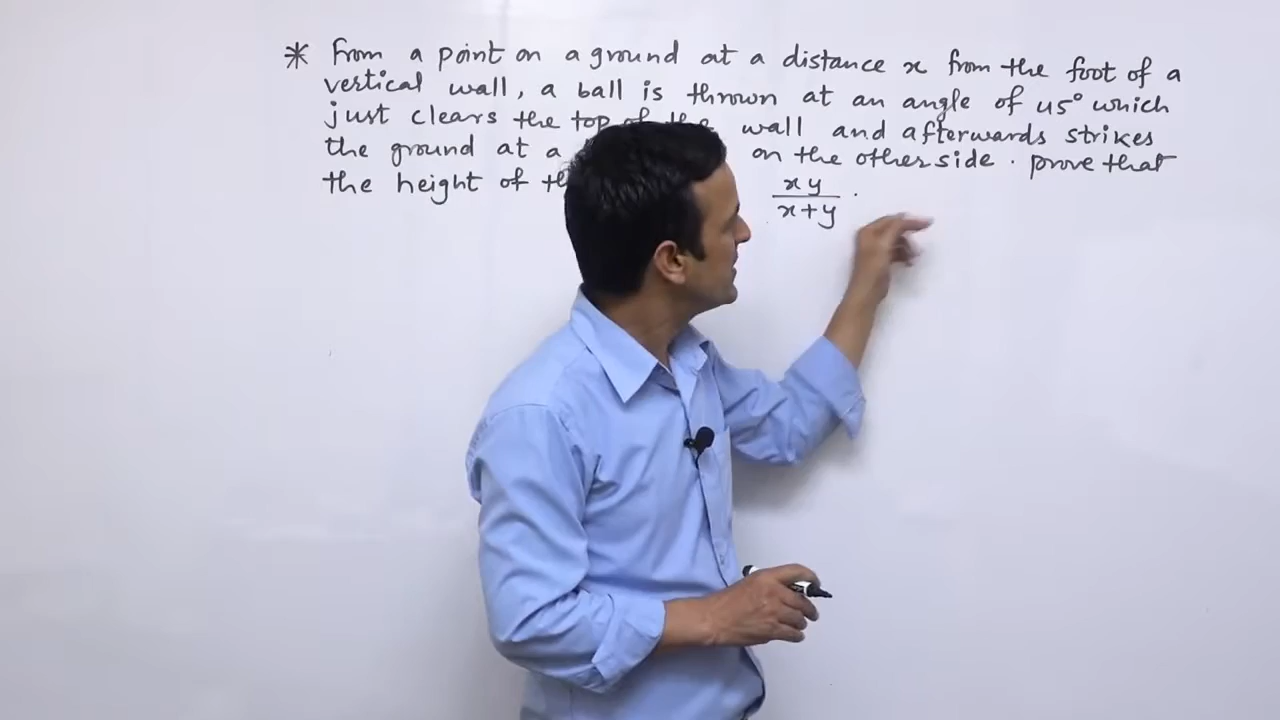 * From a point on a ground at a distance x from the foot of a
vertical wall, a ball is thrown at an angle of 45° which
just clears the top of the wall and afterwards strikes
the ground at a on the other side. prove that
the height of
xy
x+y .